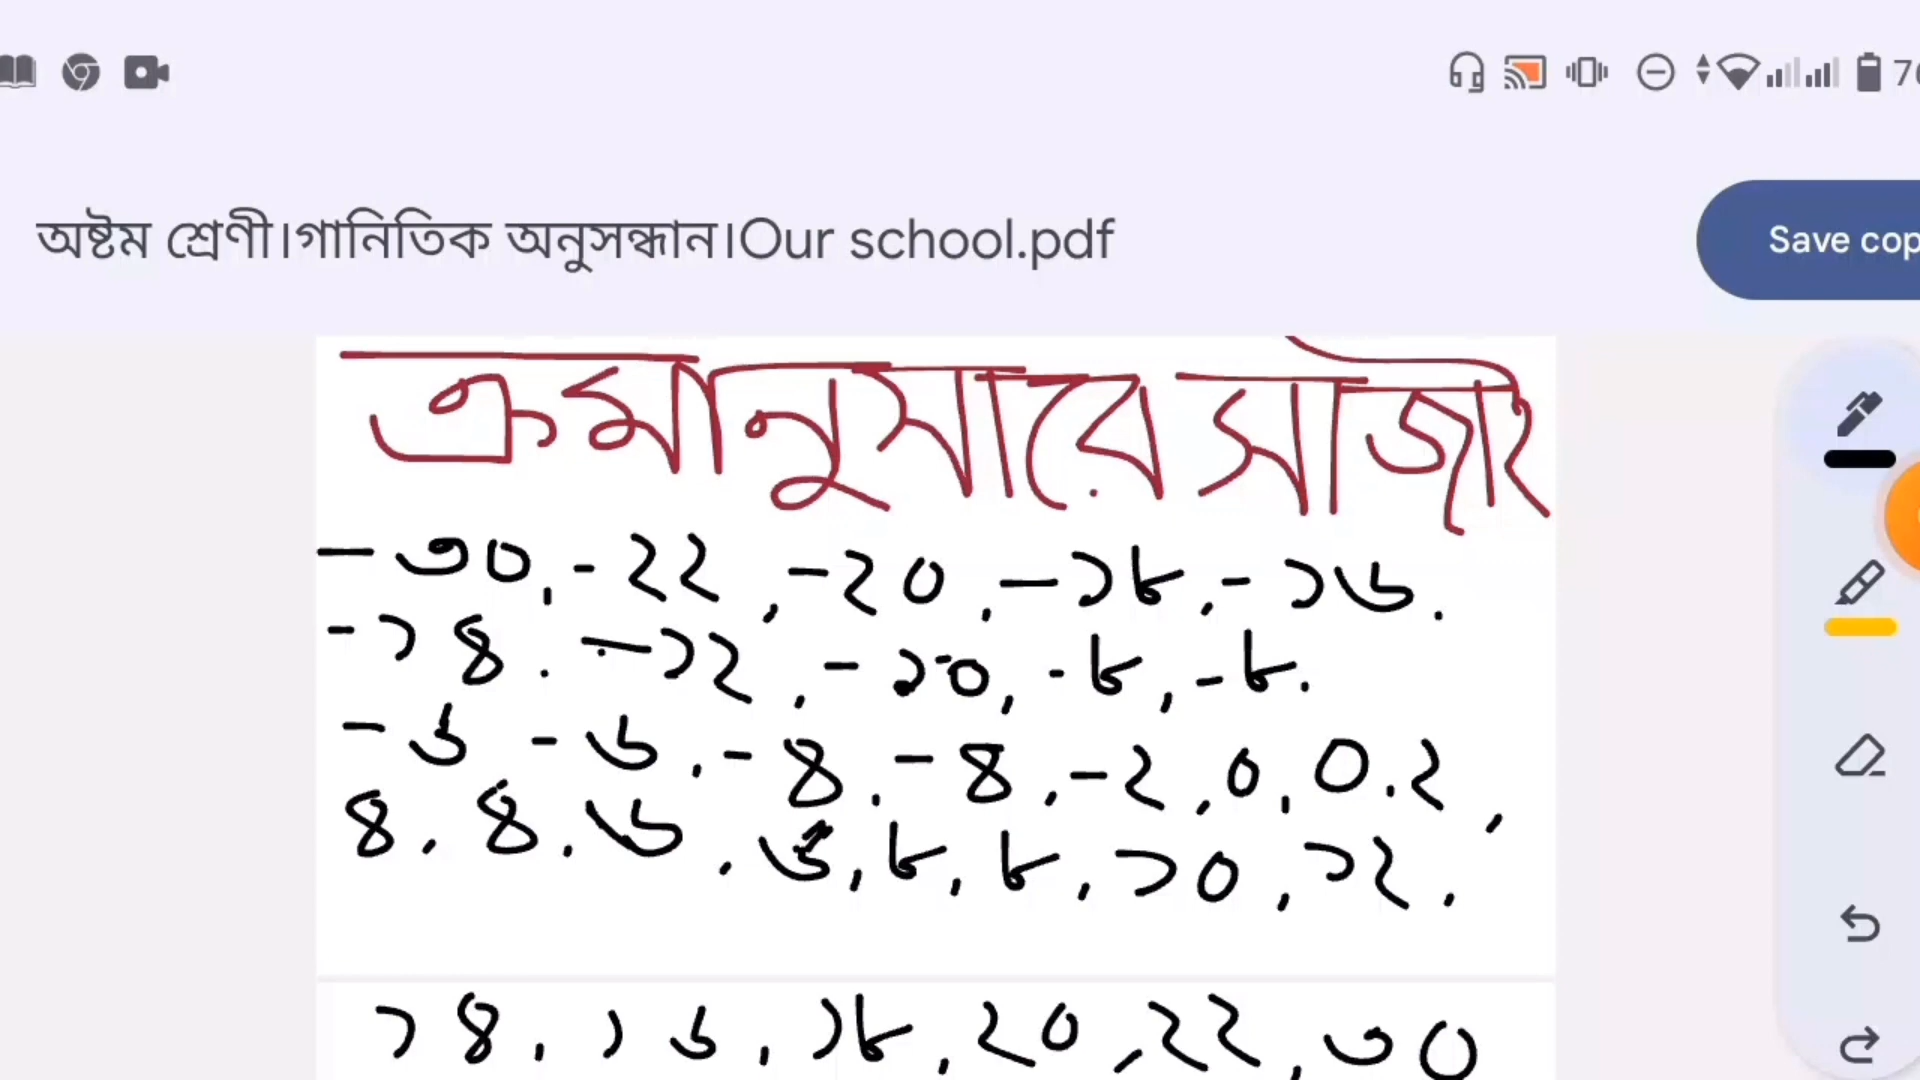 76
অষ্টম শ্রেণী।গানিতিক অনুসন্ধান।Our school.pdf
Save cop
ক্রমানুসারে সাজাই
-৩০, -২২, -২০, -১৮, -১৬.
-১৪. -১২, -১০, -৮, -৮.
-৬ -৬, -৪. -৪, -২, ০, ০.২,
৪, ৪. ৬. ৬, ৮, ৮, ১০, ১২.
১৪, ১৬, ১৮, ২০, ২২, ৩০